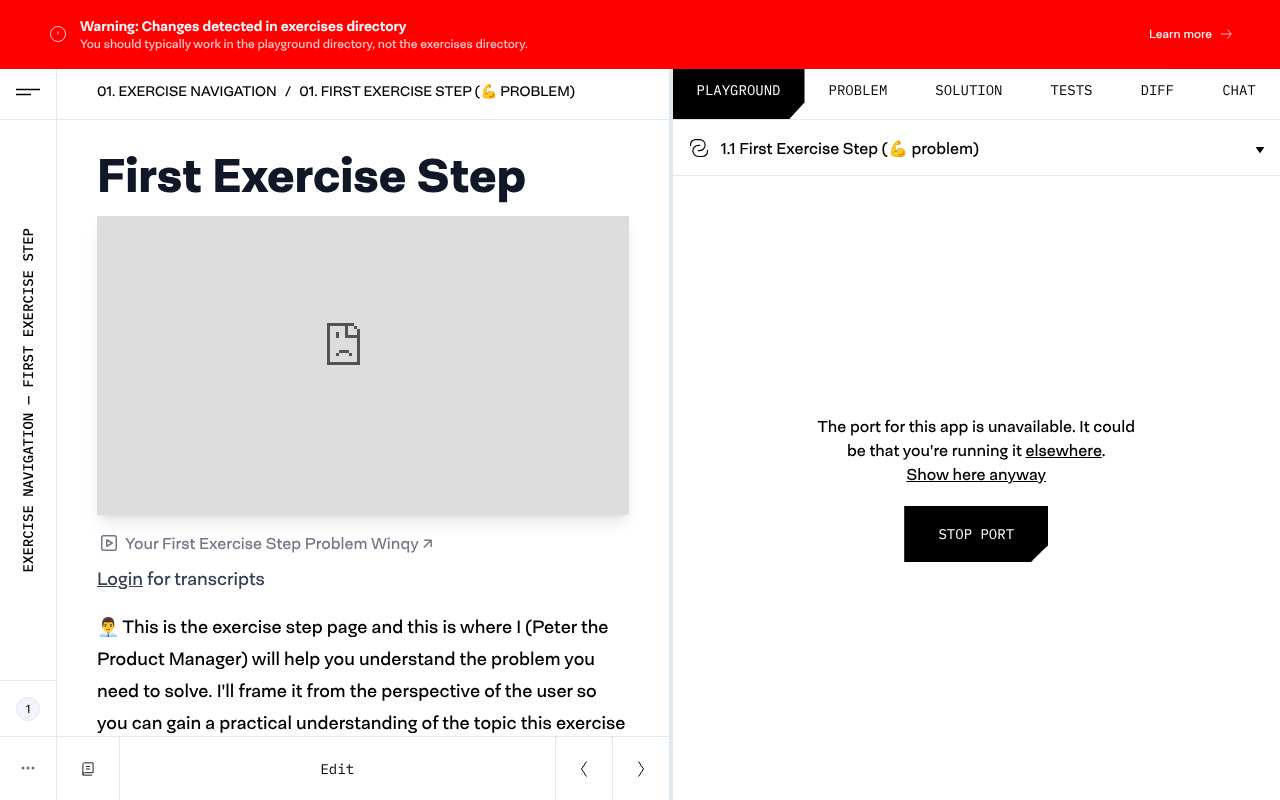 Warning: Changes detected in exercises directory
You should typically work in the playground directory, not the exercises directory.
Learn more →
01. EXERCISE NAVIGATION / 01. FIRST EXERCISE STEP (💪 PROBLEM)
PLAYGROUND PROBLEM SOLUTION TESTS DIFF CHAT
1.1 First Exercise Step (💪 problem)
First Exercise Step
EXERCISE NAVIGATION — FIRST EXERCISE STEP
Your First Exercise Step Problem Winqy ↗
Login for transcripts
👨‍💼 This is the exercise step page and this is where I (Peter the
Product Manager) will help you understand the problem you
need to solve. I'll frame it from the perspective of the user so
you can gain a practical understanding of the topic this exercise
The port for this app is unavailable. It could
be that you're running it elsewhere.
Show here anyway
STOP PORT
1
Edit